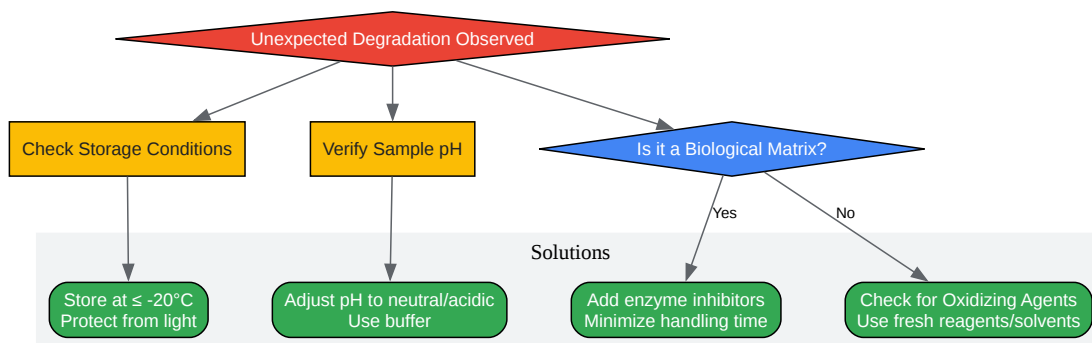 Unexpected Degradation Observed
Check Storage Conditions
Verify Sample pH
Is it a Biological Matrix?
Yes
No
Solutions
Store at ≤ -20°C
Protect from light
Adjust pH to neutral/acidic
Use buffer
Add enzyme inhibitors
Minimize handling time
Check for Oxidizing Agents
Use fresh reagents/solvents